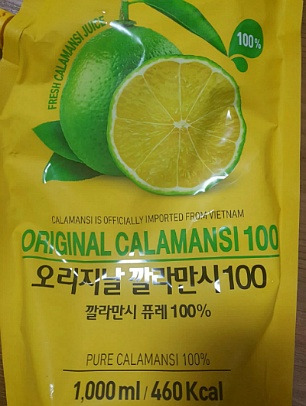 FRESH CALAMANSI JUICE
100%
CALAMANSI IS OFFICIALLY IMPORTED FROM VIETNAM
ORIGINAL CALAMANSI 100
오리지날 깔라만시100
깔라만시 퓨레 100%
PURE CALAMANSI 100%
1,000 ml / 460 Kcal